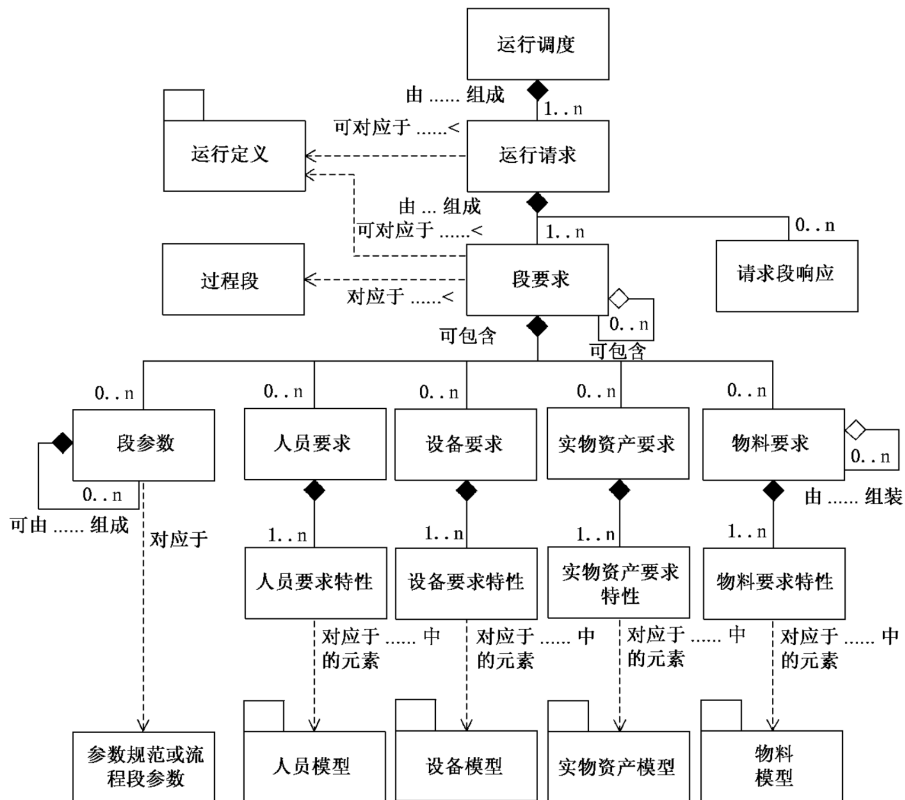 运行调度
由 …… 组成
1..n
可对应于 ……<
运行定义
运行请求
由 … 组成
可对应于 ……<
1..n
0..n
过程段
段要求
请求段响应
对应于 ……<
0..n
可包含
可包含
0..n
0..n
0..n
0..n
0..n
段参数
人员要求
设备要求
实物资产要求
物料要求
0..n
0..n
由 …… 组装
可由 …… 组成
对应于
1..n
1..n
1..n
1..n
人员要求特性
设备要求特性
实物资产要求
特性
物料要求特性
对应于 …… 中
的元素
对应于 …… 中
的元素
对应于 …… 中
的元素
对应于 …… 中
的元素
参数规范或流
程段参数
人员模型
设备模型
实物资产模型
物料
模型